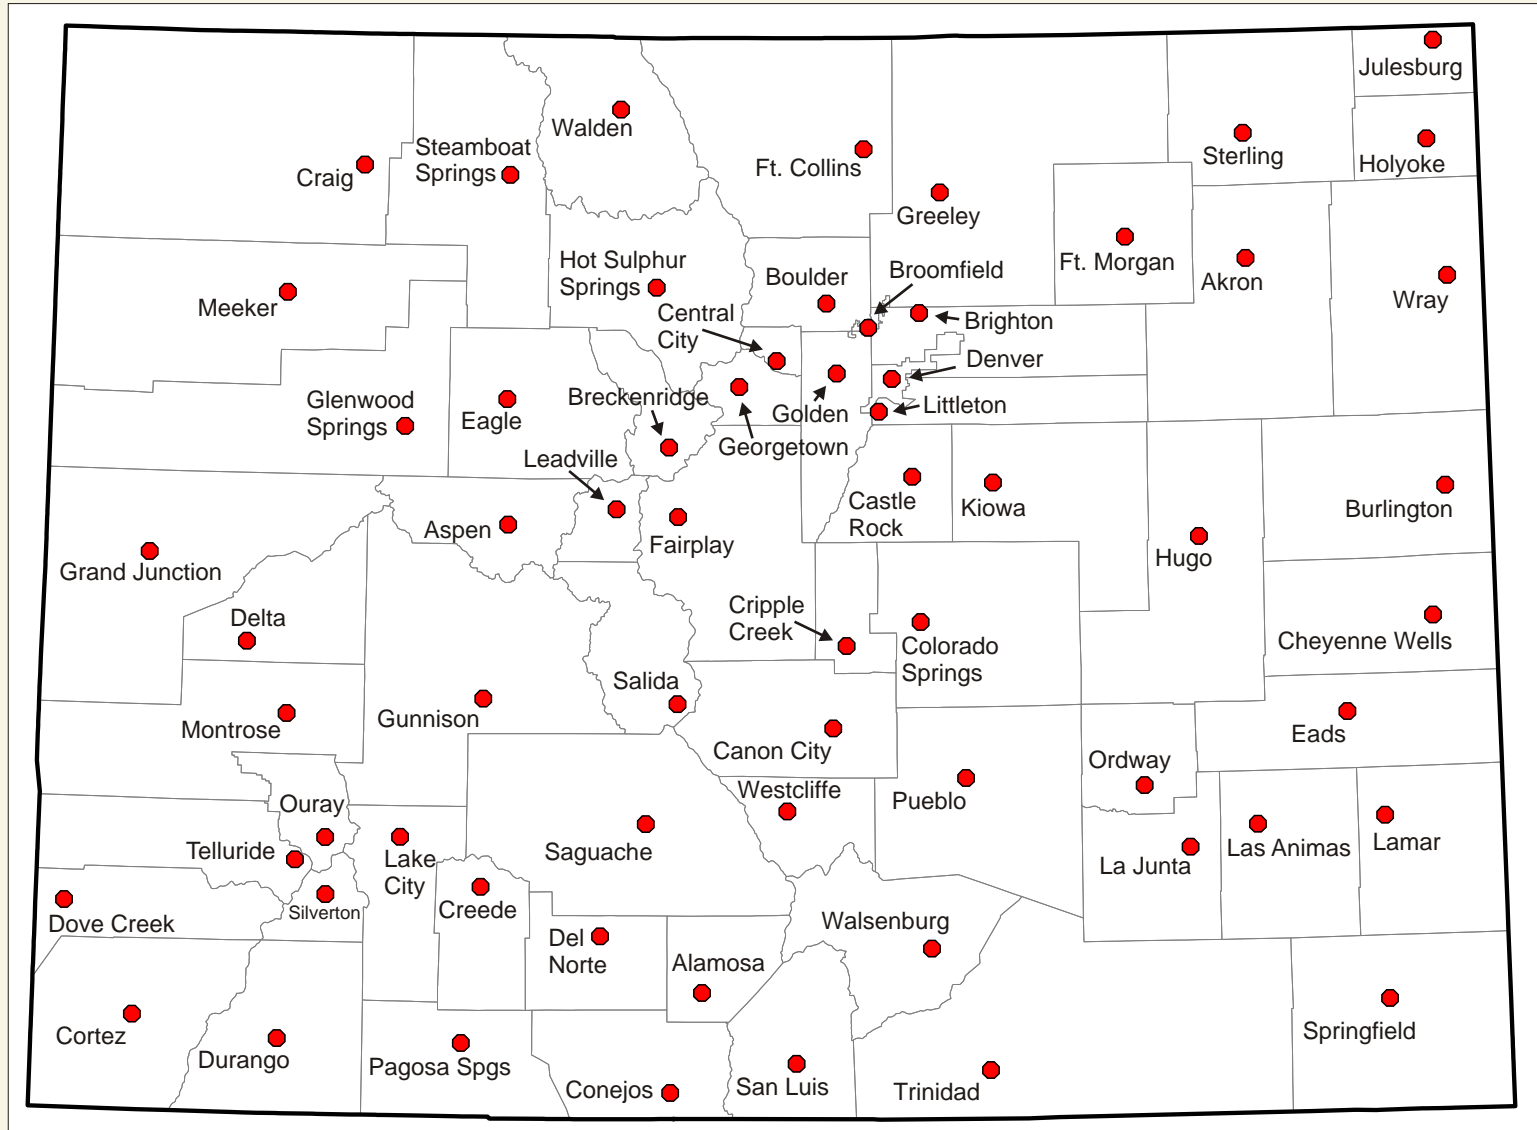 Julesburg
Walden
Steamboat
Springs
Craig
Ft. Collins
Sterling
Holyoke
Greeley
Ft. Morgan
Akron
Wray
Hot Sulphur
Springs
Boulder
Broomfield
Meeker
Central
City
Brighton
Denver
Glenwood
Springs
Eagle
Breckenridge
Golden
Littleton
Georgetown
Leadville
Aspen
Fairplay
Castle
Rock
Kiowa
Burlington
Hugo
Grand Junction
Delta
Cripple
Creek
Colorado
Springs
Cheyenne Wells
Salida
Montrose
Gunnison
Canon City
Eads
Ordway
Westcliffe
Pueblo
Ouray
Telluride
Lake
City
Saguache
La Junta
Las Animas
Lamar
Silverton
Creede
Dove Creek
Walsenburg
Del
Norte
Alamosa
Cortez
Durango
Pagosa Spgs
Conejos
San Luis
Trinidad
Springfield